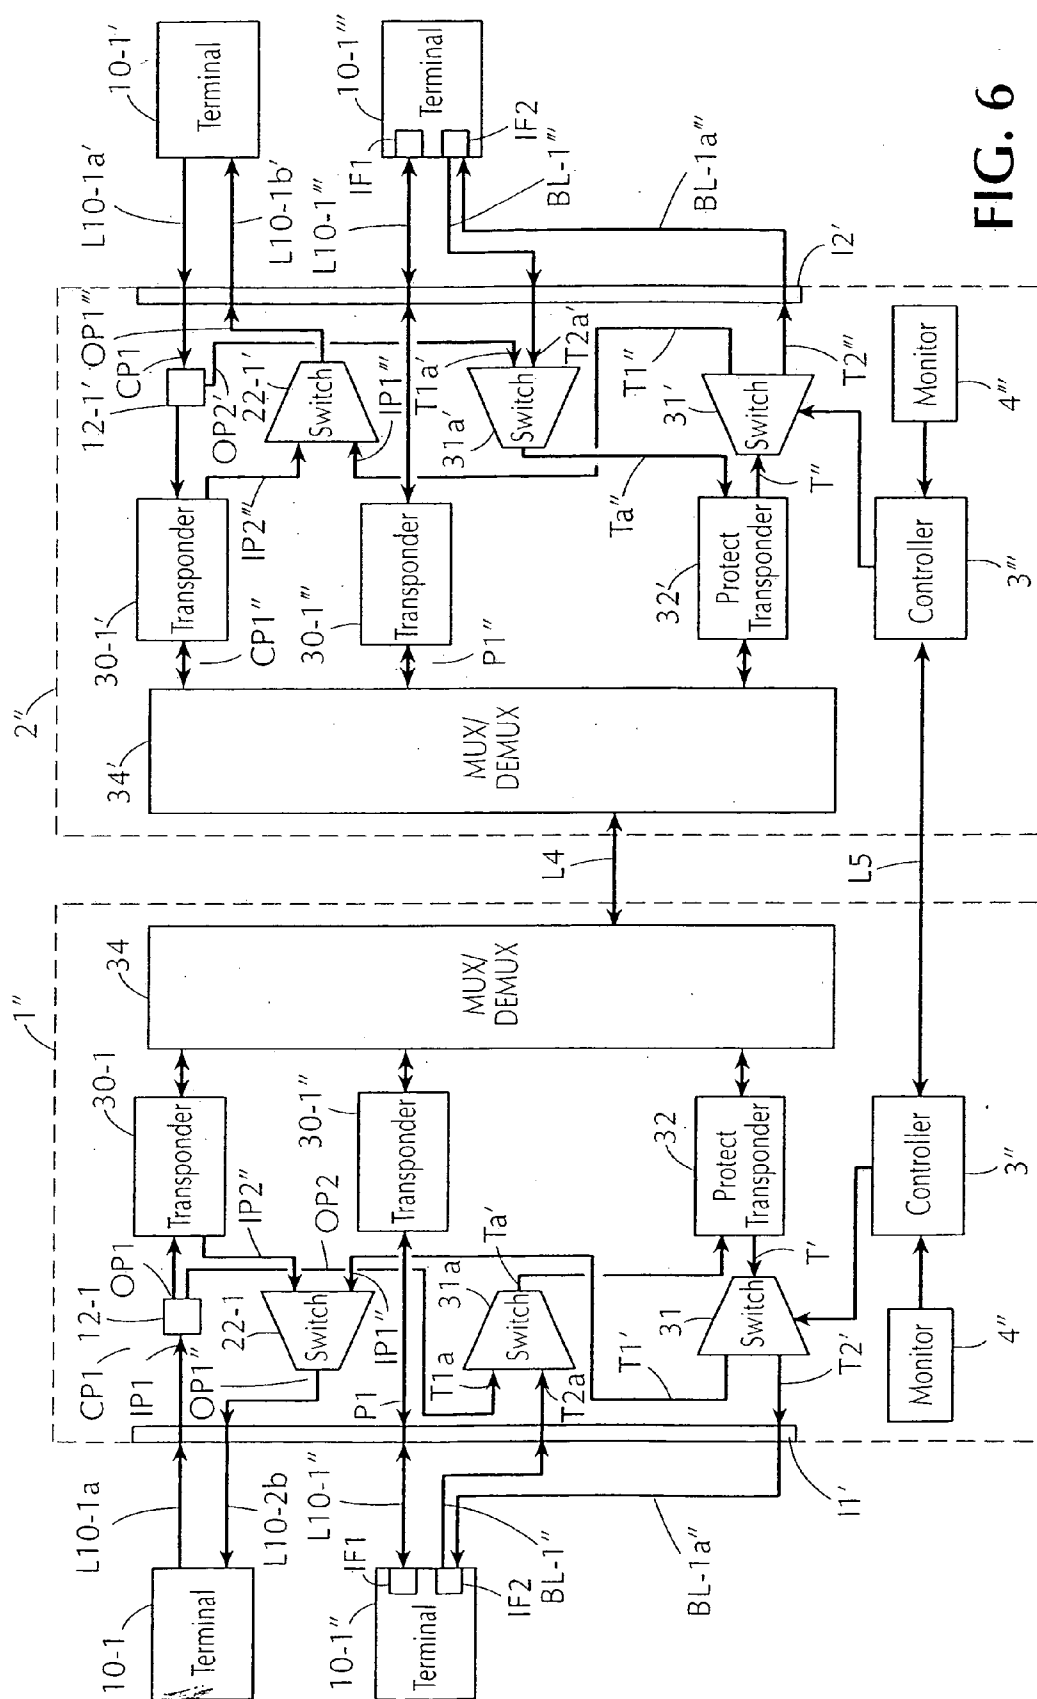 1″
2″
10-1
Terminal
L10-1a
L10-2b
CP1
12-1
OP1
30-1
Transponder
IP1
OP1″
22-1
Switch
IP2″
OP2
34
MUX/
DEMUX
10-1″
Terminal
IF1
IF2
L10-1″
P1
IP1″
30-1″
Transponder
BL-1″
T1a
31a
Switch
Ta′
T2a
T1′
31
Switch
T′
32
Protect
Transponder
T2′
I1′
BL-1a″
Monitor
4″
Controller
3″
L4
L5
34′
MUX/
DEMUX
30-1′
Transponder
CP1″
12-1′
CP1
OP1‴
OP2′
22-1′
Switch
IP2‴
IP1‴
L10-1a′
L10-1b′
10-1′
Terminal
30-1‴
Transponder
P1″
L10-1‴
10-1‴
Terminal
IF1
IF2
BL-1‴
BL-1a‴
T1a′
31a′
Switch
T2a′
Ta″
T1″
31′
Switch
T″
T2‴
32′
Protect
Transponder
I2′
Monitor
4‴
Controller
3‴
FIG. 6